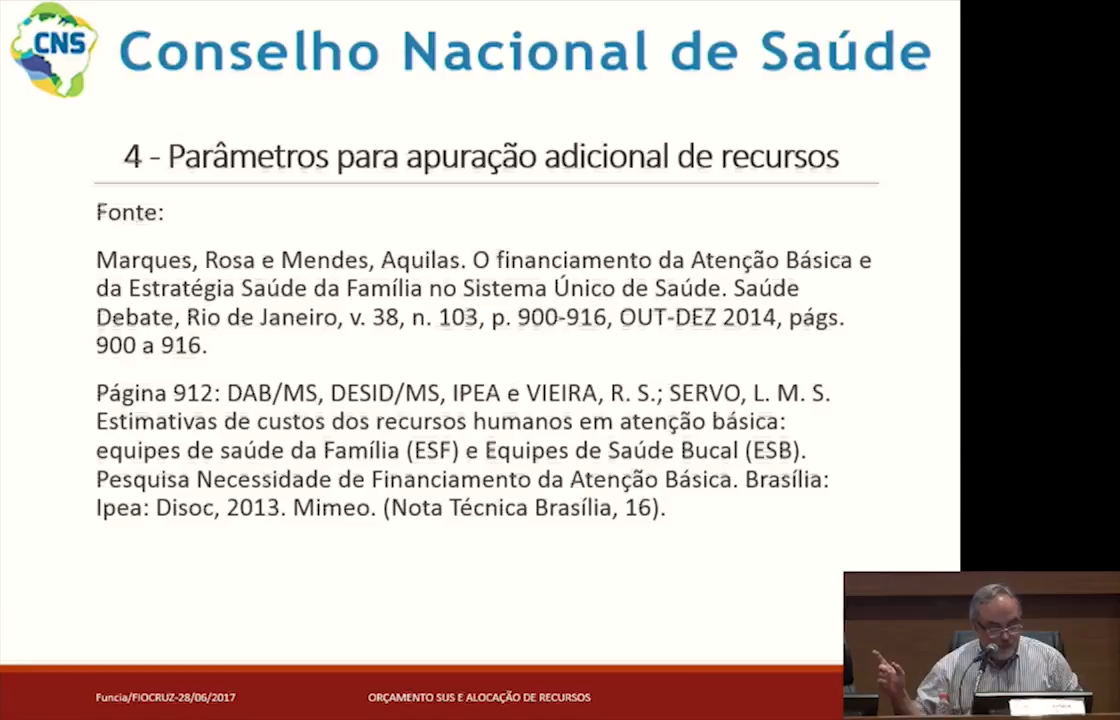 CNS
Conselho Nacional de Saúde
4 - Parâmetros para apuração adicional de recursos
Fonte:
Marques, Rosa e Mendes, Aquilas. O financiamento da Atenção Básica e
da Estratégia Saúde da Família no Sistema Único de Saúde. Saúde
Debate, Rio de Janeiro, v. 38, n. 103, p. 900-916, OUT-DEZ 2014, págs.
900 a 916.
Página 912: DAB/MS, DESID/MS, IPEA e VIEIRA, R. S.; SERVO, L. M. S.
Estimativas de custos dos recursos humanos em atenção básica:
equipes de saúde da Família (ESF) e Equipes de Saúde Bucal (ESB).
Pesquisa Necessidade de Financiamento da Atenção Básica. Brasília:
Ipea: Disoc, 2013. Mimeo. (Nota Técnica Brasília, 16).
Funcia/FIOCRUZ-28/06/2017
ORÇAMENTO SUS E ALOCAÇÃO DE RECURSOS